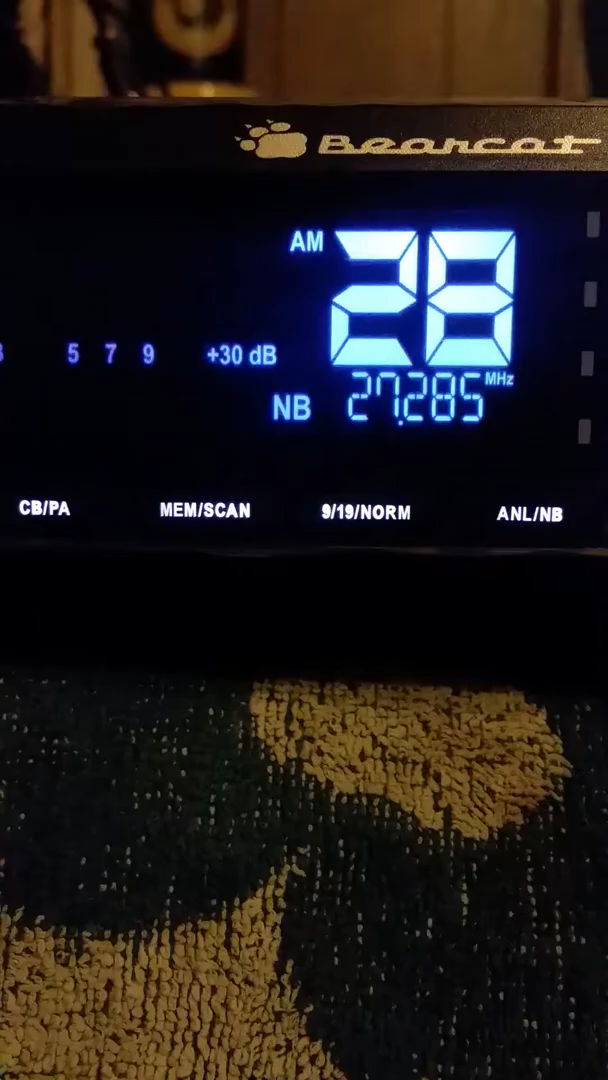 Bearcat
AM 28
5 7 9 +30 dB
NB 27.285 MHz
CB/PA MEM/SCAN 9/19/NORM ANL/NB